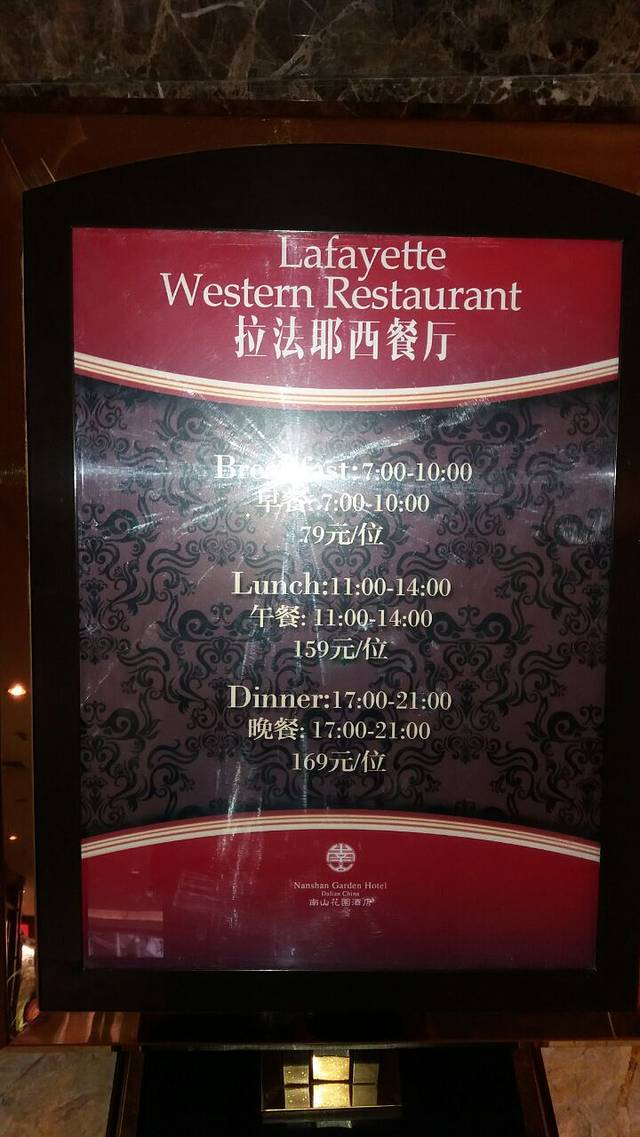 Lafayette
Western Restaurant
拉法耶西餐厅
Breakfast:7:00-10:00
早餐: 7:00-10:00
79元/位
Lunch:11:00-14:00
午餐: 11:00-14:00
159元/位
Dinner:17:00-21:00
晚餐: 17:00-21:00
169元/位
Nanshan Garden Hotel
Dalian China
南山花园酒店